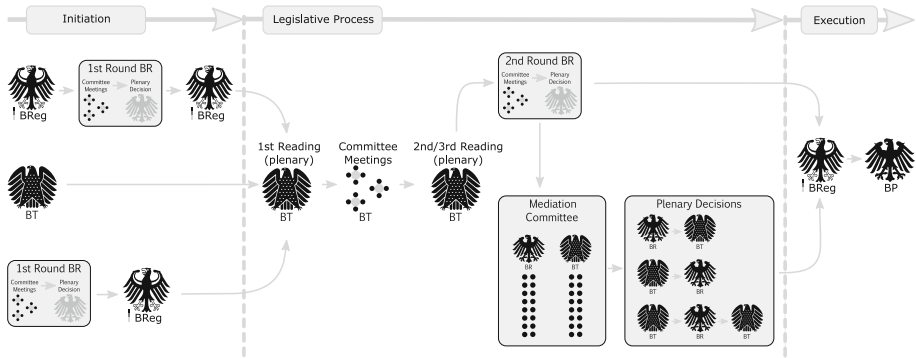 Initiation
Legislative Process
Execution
1st Round BR
Committee
Meetings
Plenary
Decision
BReg
BReg
BT
1st Round BR
Committee
Meetings
Plenary
Decision
BReg
1st Reading
(plenary)
BT
Committee
Meetings
BT
2nd/3rd Reading
(plenary)
BT
2nd Round BR
Committee
Meetings
Plenary
Decision
Mediation
Committee
BR
BT
Plenary Decisions
BR
BT
BT
BR
BT
BR
BT
BReg
BP